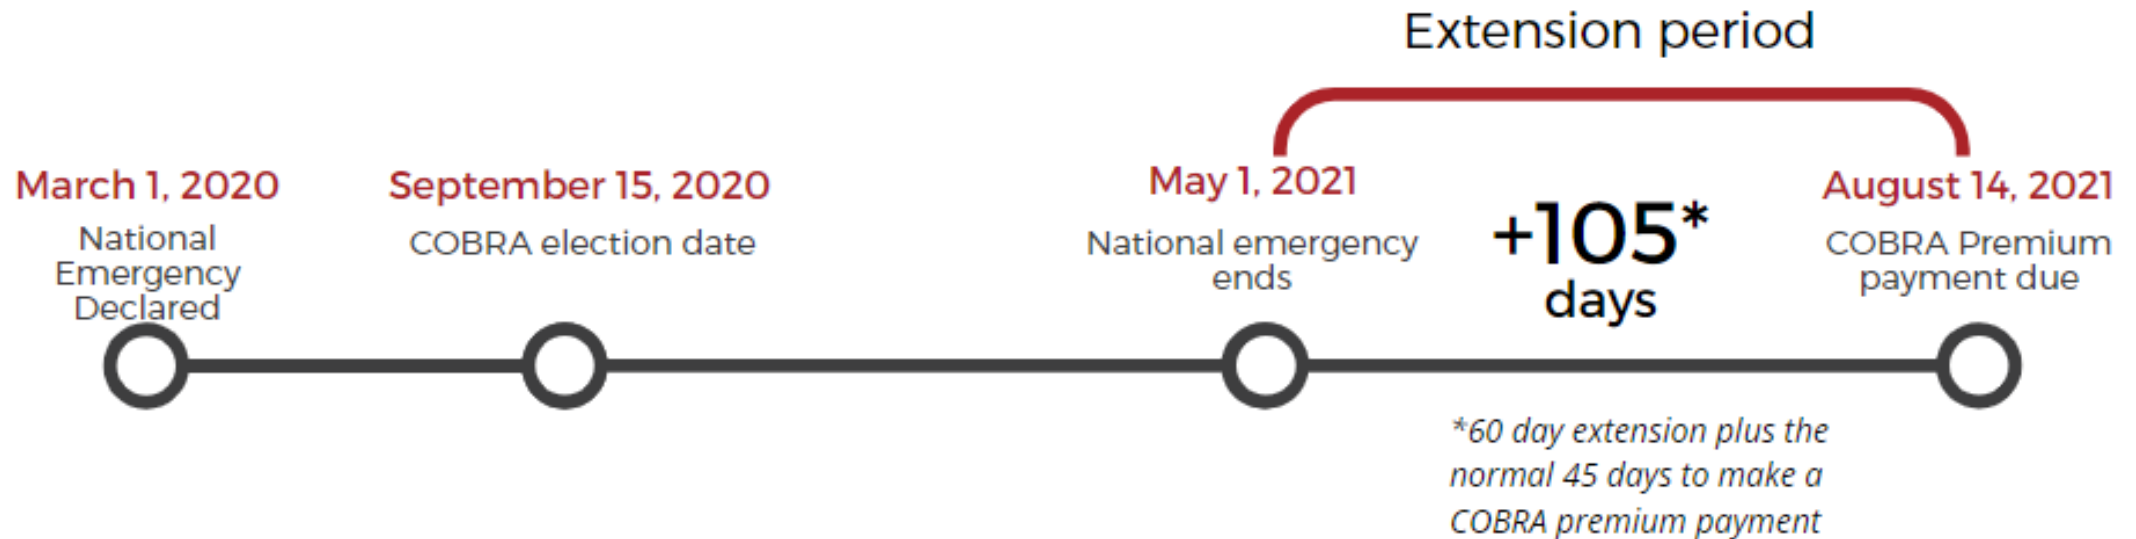 Extension period
March 1, 2020
National
Emergency
Declared
September 15, 2020
COBRA election date
May 1, 2021
National emergency
ends
+105*
days
August 14, 2021
COBRA Premium
payment due
*60 day extension plus the
normal 45 days to make a
COBRA premium payment